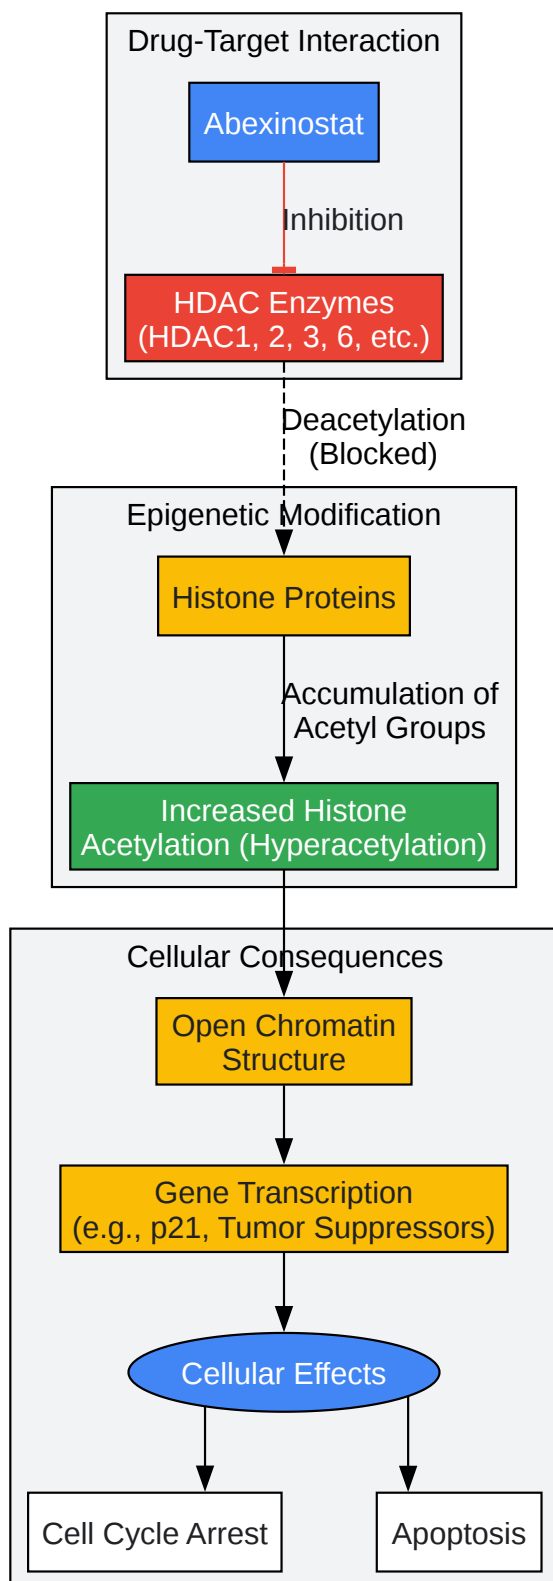 Drug-Target Interaction
Abexinostat
Inhibition
HDAC Enzymes
(HDAC1, 2, 3, 6, etc.)
Deacetylation
(Blocked)
Epigenetic Modification
Histone Proteins
Accumulation of
Acetyl Groups
Increased Histone
Acetylation (Hyperacetylation)
Cellular Consequences
Open Chromatin
Structure
Gene Transcription
(e.g., p21, Tumor Suppressors)
Cellular Effects
Cell Cycle Arrest
Apoptosis